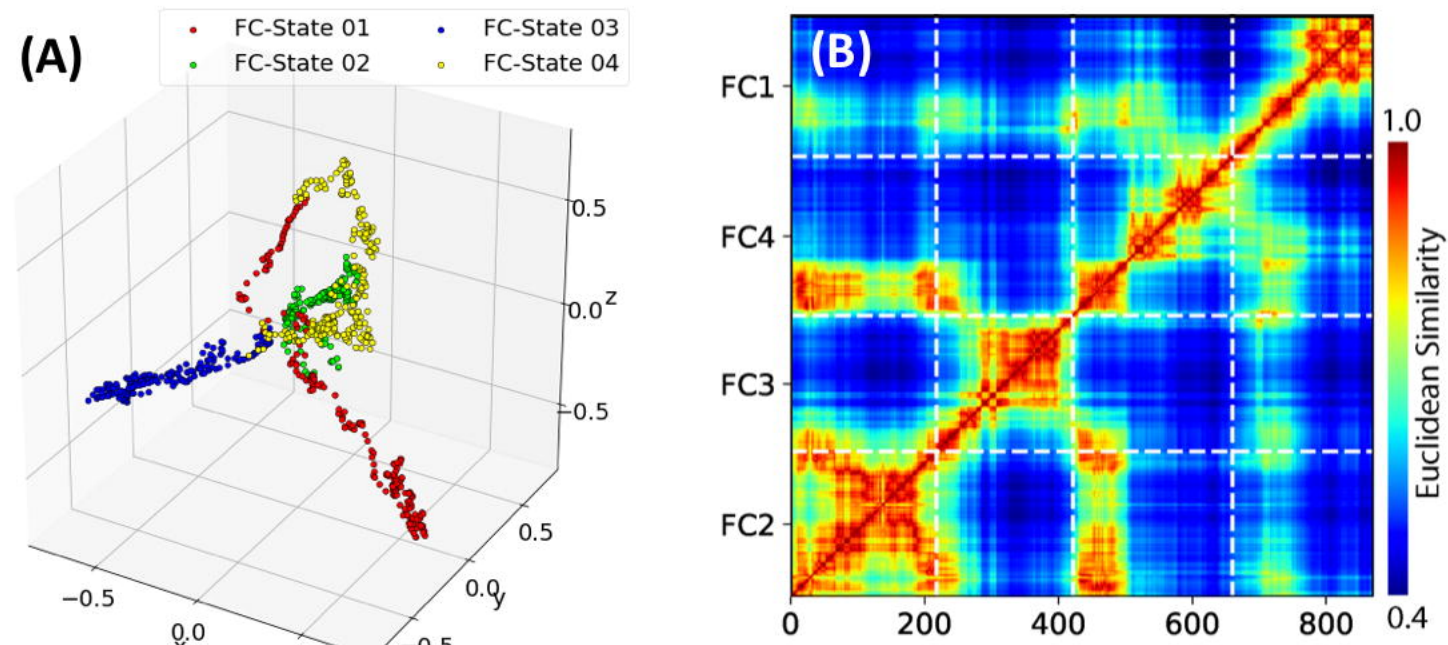 (A)
FC-State 01
FC-State 02
FC-State 03
FC-State 04
0.5
0.0
−0.5
z
0.5
0.0
y
−0.5
0.0
(B)
FC1
FC4
FC3
FC2
0
200
400
600
800
1.0
Euclidean Similarity
0.4